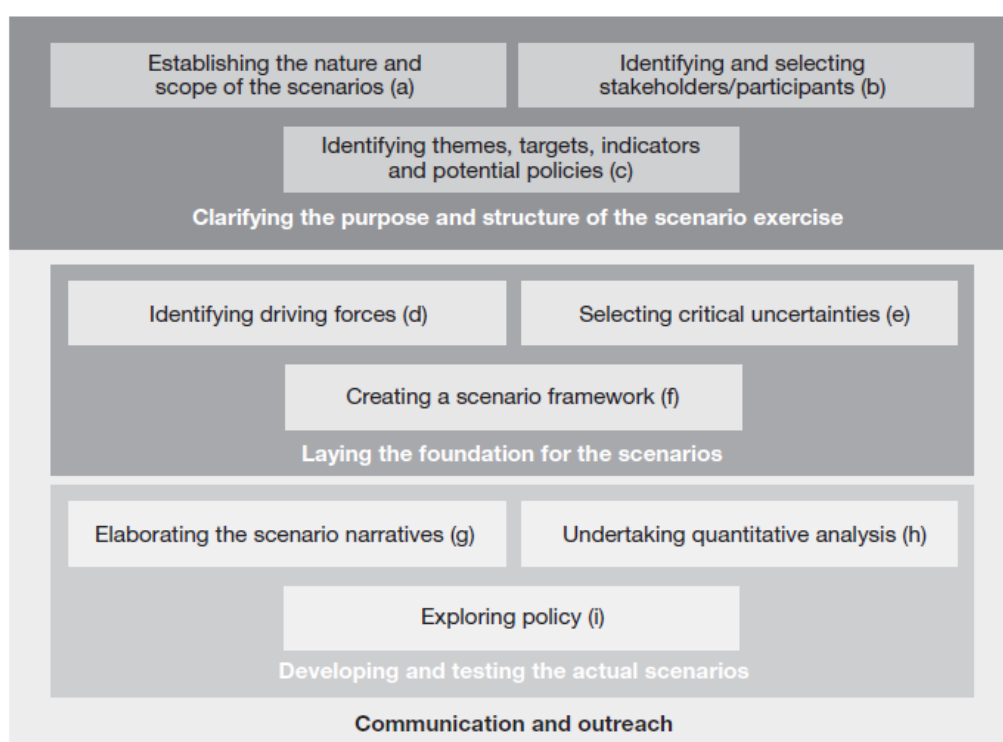 Establishing the nature and
scope of the scenarios (a)
Identifying and selecting
stakeholders/participants (b)
Identifying themes, targets, indicators
and potential policies (c)
Clarifying the purpose and structure of the scenario exercise
Identifying driving forces (d)
Selecting critical uncertainties (e)
Creating a scenario framework (f)
Laying the foundation for the scenarios
Elaborating the scenario narratives (g)
Undertaking quantitative analysis (h)
Exploring policy (i)
Developing and testing the actual scenarios
Communication and outreach